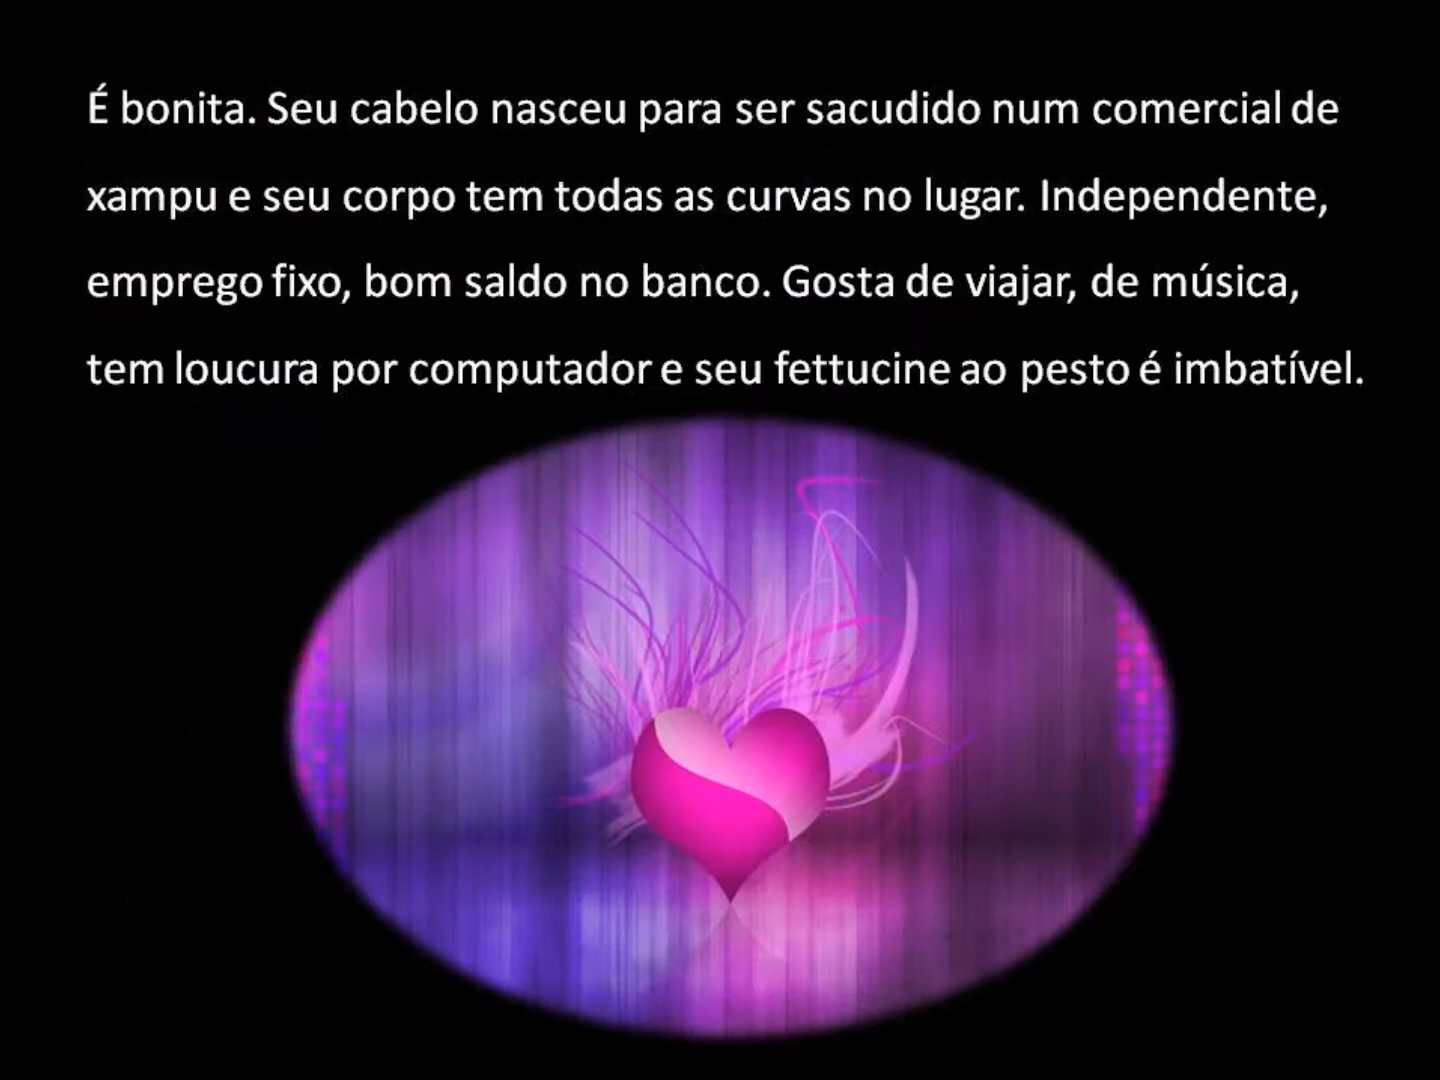 É bonita. Seu cabelo nasceu para ser sacudido num comercial de
xampu e seu corpo tem todas as curvas no lugar. Independente,
emprego fixo, bom saldo no banco. Gosta de viajar, de música,
tem loucura por computador e seu fettucine ao pesto é imbatível.